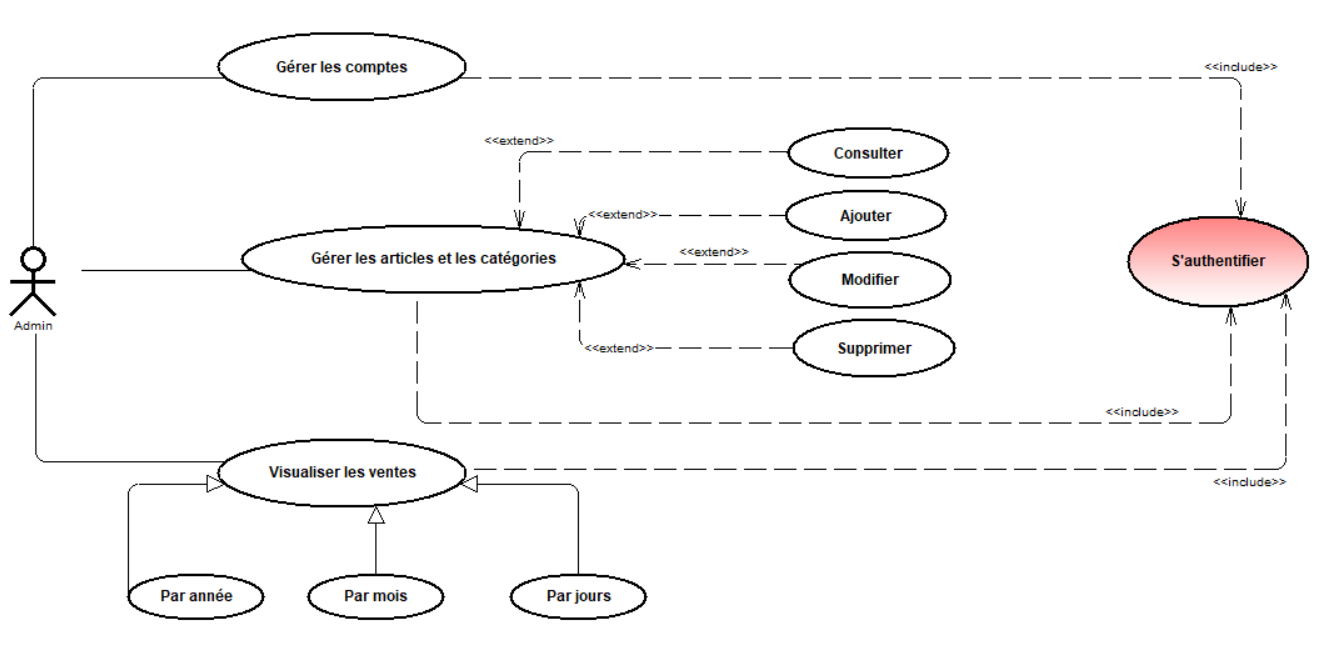 Gérer les comptes
<<include>>
<<extend>>
Consulter
<<extend>>
Ajouter
Gérer les articles et les catégories
<<extend>>
Modifier
S'authentifier
Admin
<<extend>>
Supprimer
<<include>>
Visualiser les ventes
<<include>>
Par année
Par mois
Par jours